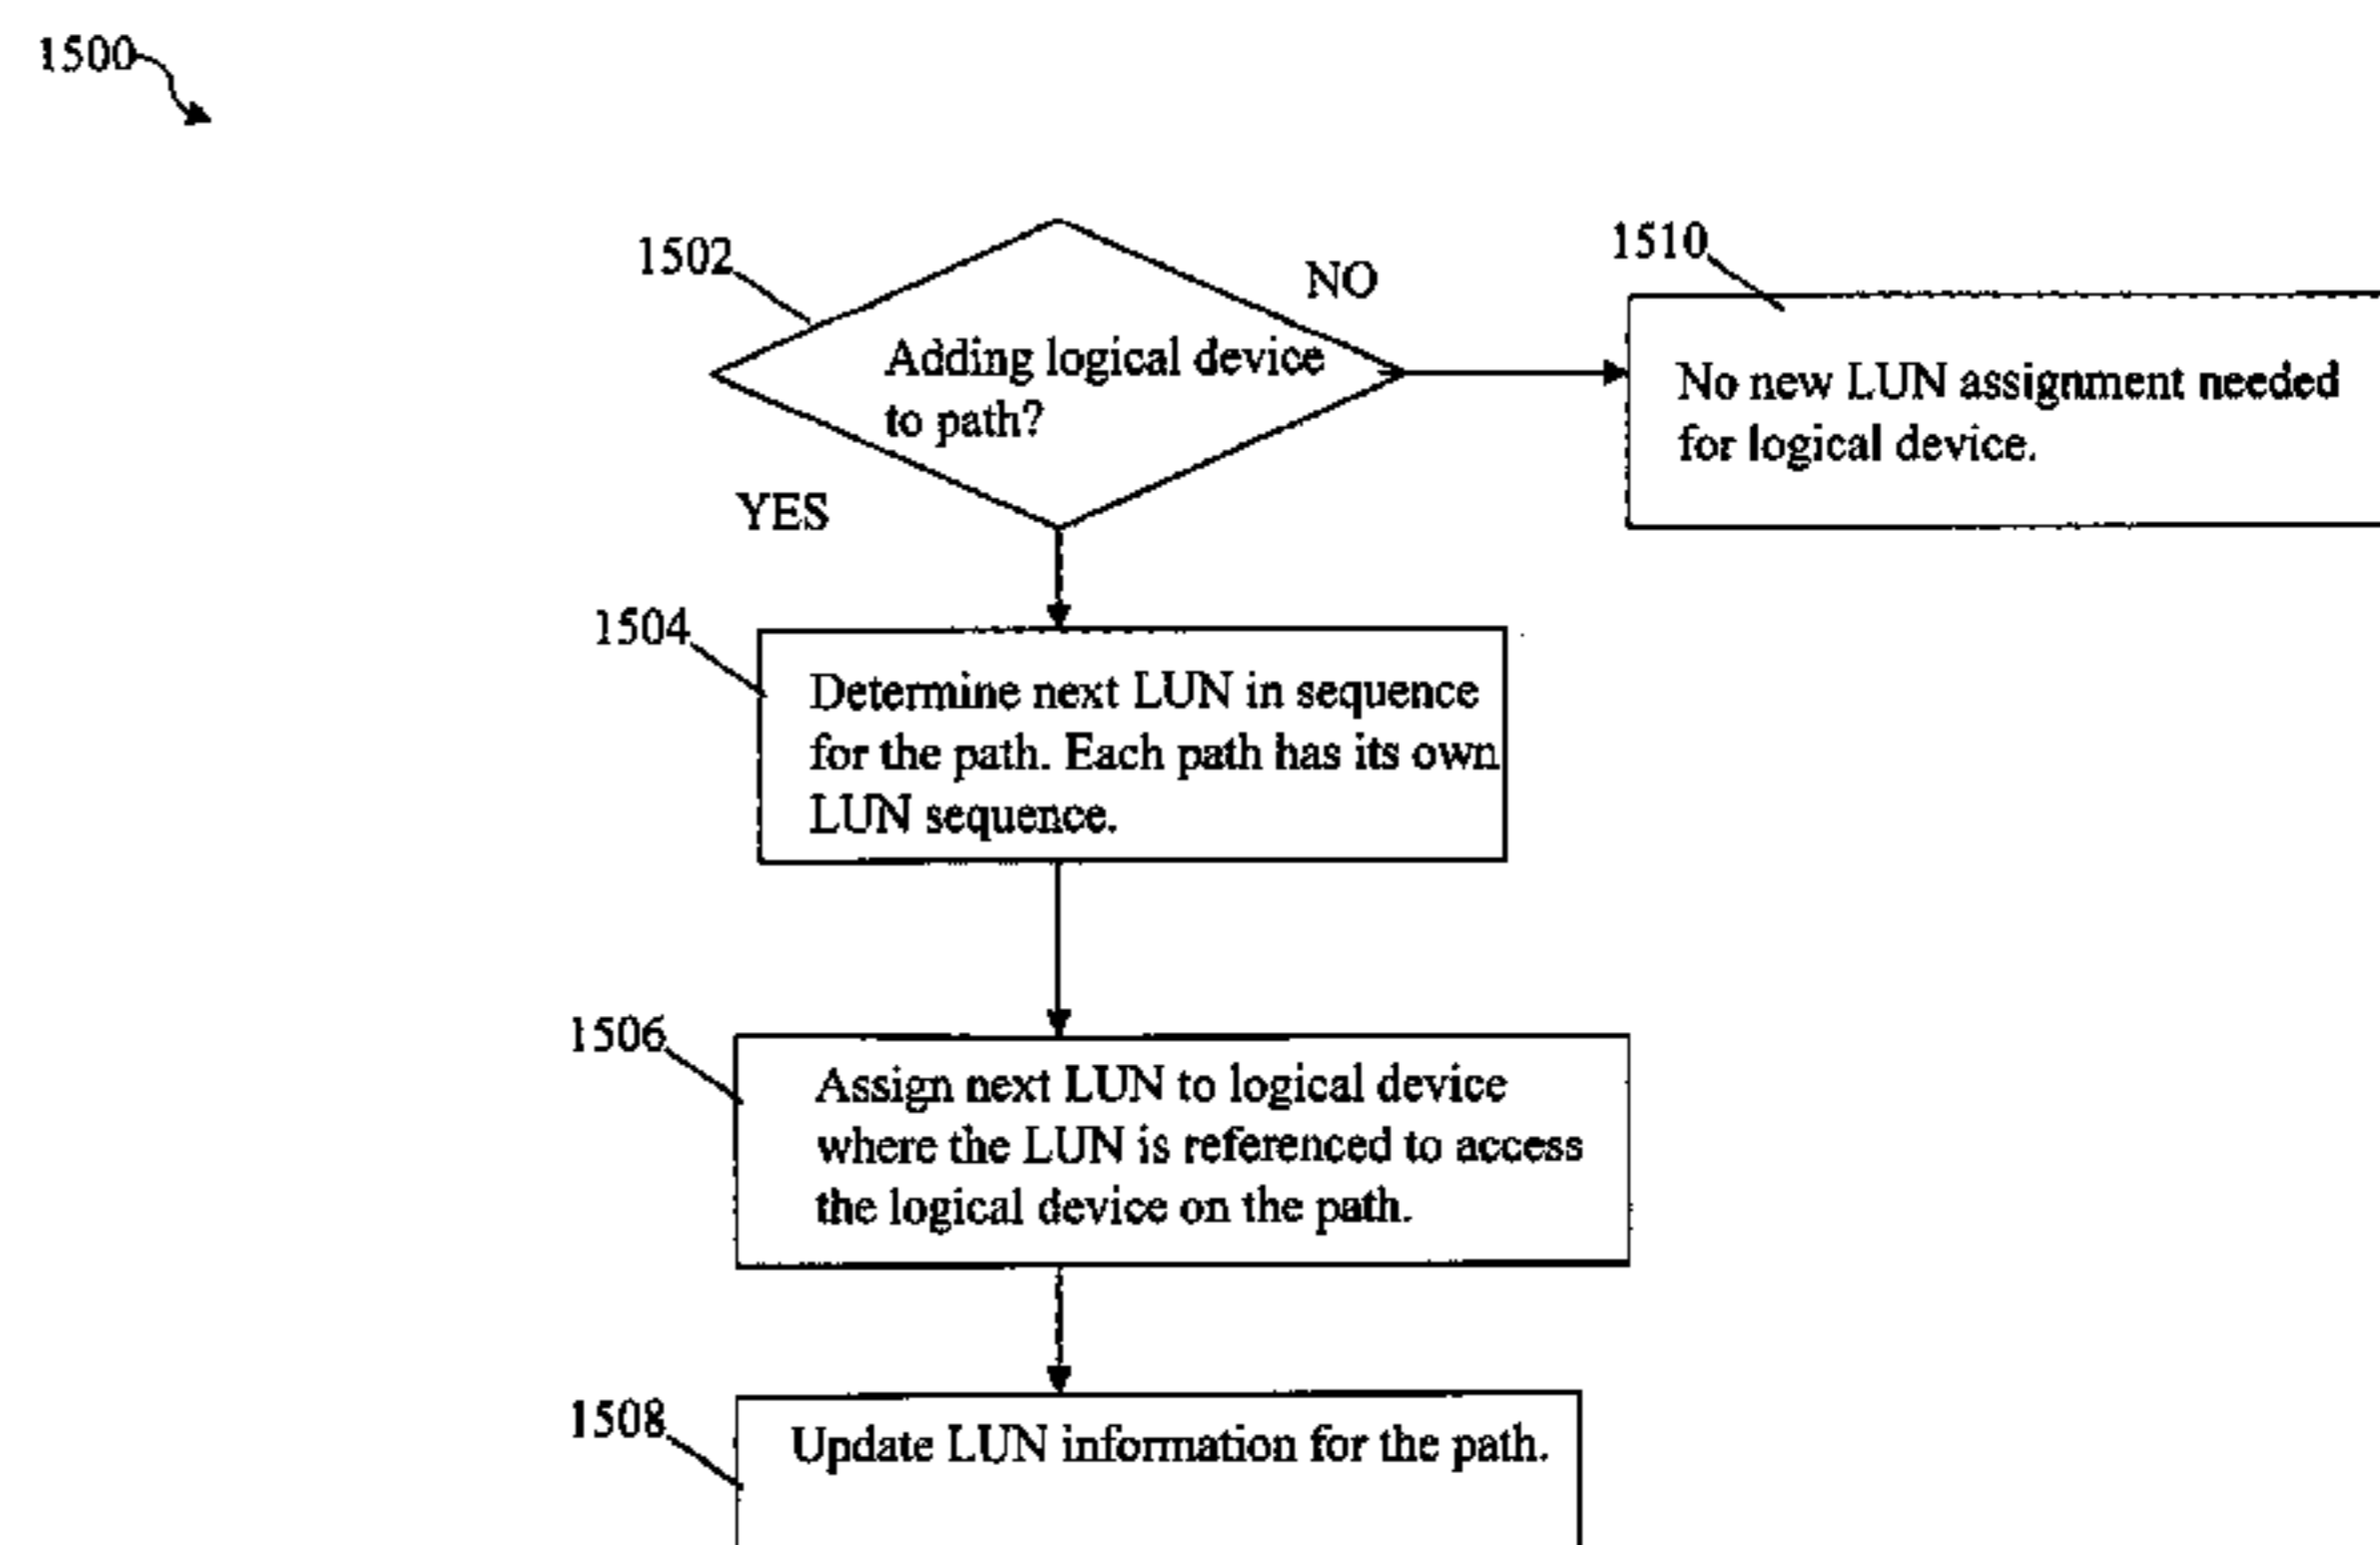 1500
1502
NO
1510
Adding logical device
to path?
No new LUN assignment needed
for logical device.
YES
1504
Determine next LUN in sequence
for the path. Each path has its own
LUN sequence.
1506
Assign next LUN to logical device
where the LUN is referenced to access
the logical device on the path.
1508
Update LUN information for the path.